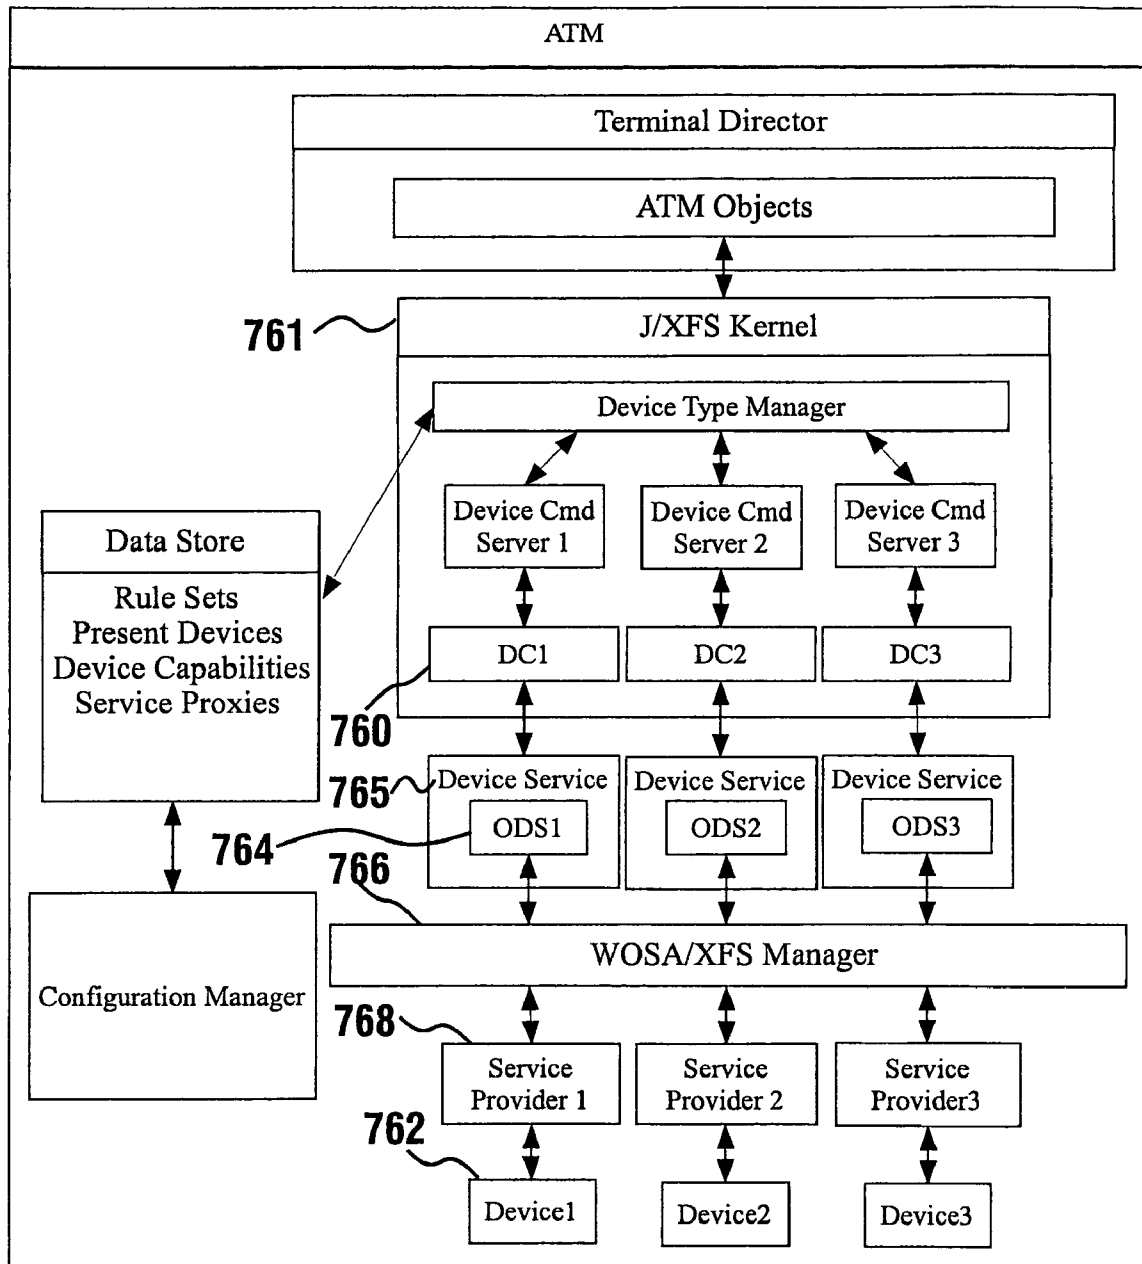 ATM
Terminal Director
ATM Objects
761
J/XFS Kernel
Device Type Manager
Device Cmd
Server 1
Device Cmd
Server 2
Device Cmd
Server 3
Data Store
Rule Sets
Present Devices
Device Capabilities
Service Proxies
DC1
DC2
DC3
760
765
Device Service
Device Service
Device Service
ODS1
ODS2
ODS3
764
766
WOSA/XFS Manager
Configuration Manager
768
Service
Provider 1
Service
Provider 2
Service
Provider3
762
Device1
Device2
Device3